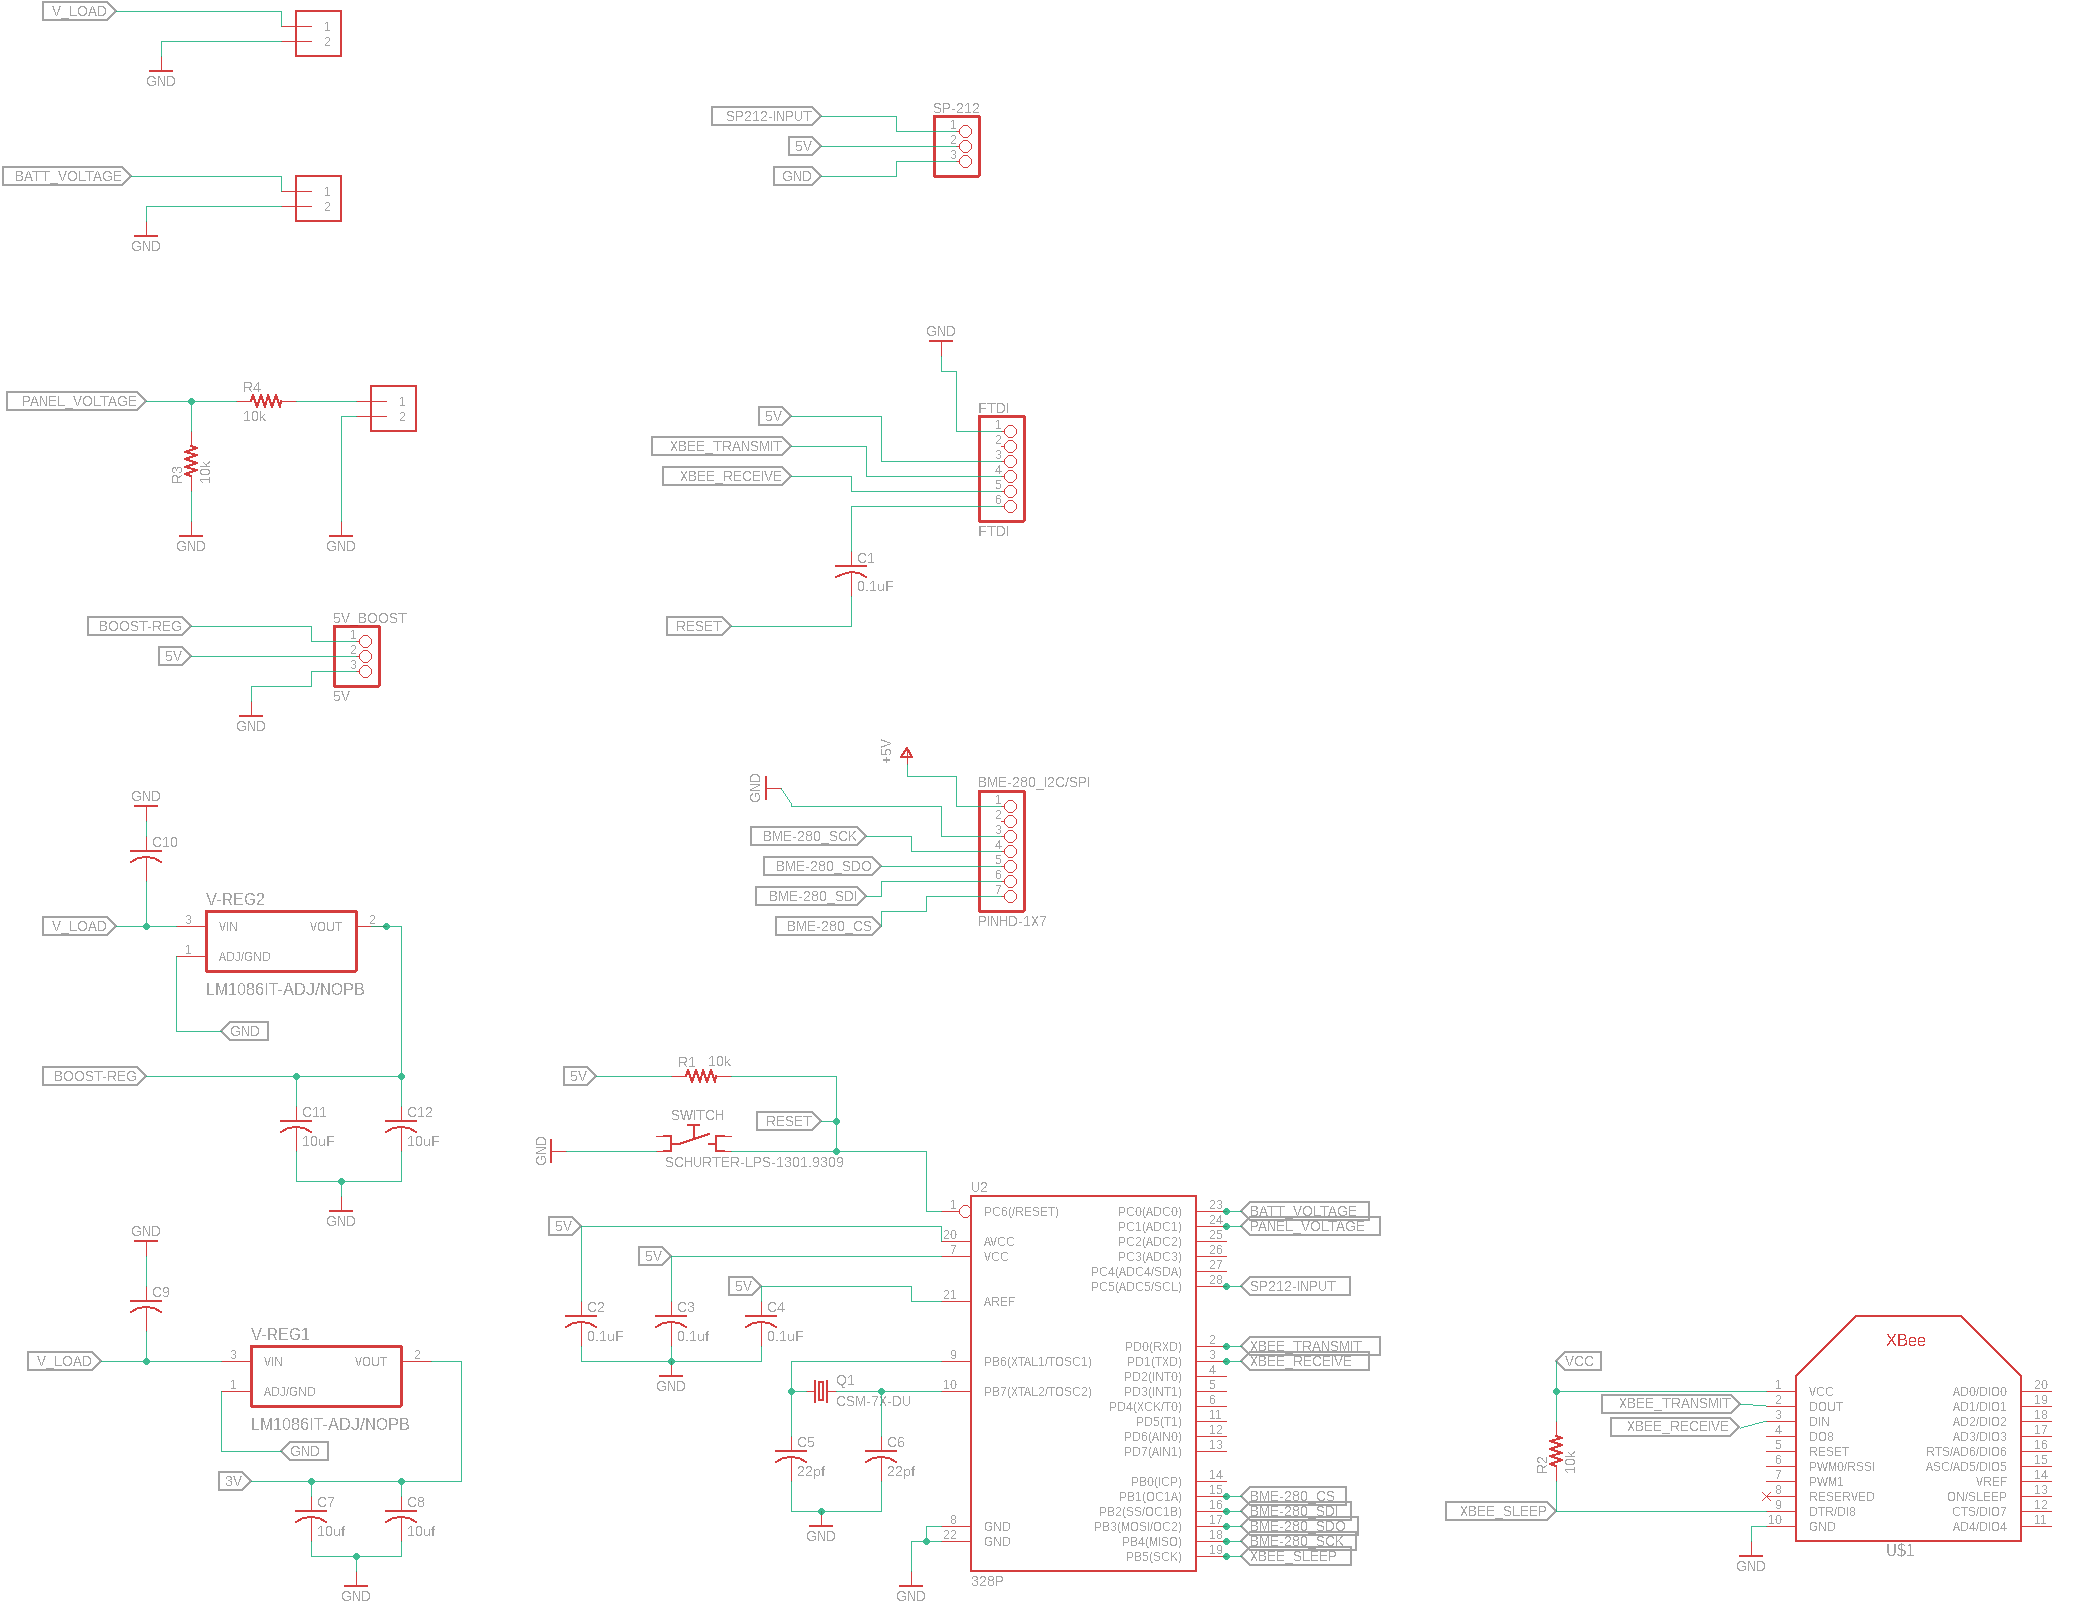 V_LOAD
1
2
GND
BATT_VOLTAGE
1
2
GND
PANEL_VOLTAGE
R4
10k
1
2
R3
10k
GND
GND
BOOST-REG
5V
5V_BOOST
1
2
3
5V
GND
GND
C10
V-REG2
V_LOAD
3
VIN
VOUT
2
1
ADJ/GND
LM1086IT-ADJ/NOPB
GND
BOOST-REG
C11
10uF
C12
10uF
GND
GND
C9
V-REG1
V_LOAD
3
VIN
VOUT
2
1
ADJ/GND
LM1086IT-ADJ/NOPB
GND
3V
C7
10uf
C8
10uf
GND
SP-212
SP212-INPUT
5V
GND
1
2
3
GND
FTDI
5V
XBEE_TRANSMIT
XBEE_RECEIVE
1
2
3
4
5
6
FTDI
C1
0.1uF
RESET
+5V
GND
BME-280_I2C/SPI
BME-280_SCK
BME-280_SDO
BME-280_SDI
BME-280_CS
1
2
3
4
5
6
7
PINHD-1X7
5V
R1
10k
RESET
SWITCH
GND
SCHURTER-LPS-1301.9309
5V
5V
5V
C2
0.1uF
C3
0.1uf
C4
0.1uF
GND
Q1
CSM-7X-DU
C5
22pf
C6
22pf
GND
GND
U2
1
PC6(/RESET)
20
AVCC
7
VCC
21
AREF
9
PB6(XTAL1/TOSC1)
10
PB7(XTAL2/TOSC2)
8
GND
22
GND
328P
PC0(ADC0)
23
BATT_VOLTAGE
PC1(ADC1)
24
PANEL_VOLTAGE
PC2(ADC2)
25
PC3(ADC3)
26
PC4(ADC4/SDA)
27
PC5(ADC5/SCL)
28
SP212-INPUT
PD0(RXD)
2
XBEE_TRANSMIT
PD1(TXD)
3
XBEE_RECEIVE
PD2(INT0)
4
PD3(INT1)
5
PD4(XCK/T0)
6
PD5(T1)
11
PD6(AIN0)
12
PD7(AIN1)
13
PB0(ICP)
14
PB1(OC1A)
15
BME-280_CS
PB2(SS/OC1B)
16
BME-280_SDI
PB3(MOSI/OC2)
17
BME-280_SDO
PB4(MISO)
18
BME-280_SCK
PB5(SCK)
19
XBEE_SLEEP
XBee
VCC
XBEE_TRANSMIT
XBEE_RECEIVE
R2
10k
XBEE_SLEEP
GND
1
VCC
2
DOUT
3
DIN
4
DO8
5
RESET
6
PWM0/RSSI
7
PWM1
8
RESERVED
9
DTR/DI8
10
GND
AD0/DIO0
20
AD1/DIO1
19
AD2/DIO2
18
AD3/DIO3
17
RTS/AD6/DIO6
16
ASC/AD5/DIO5
15
VREF
14
ON/SLEEP
13
CTS/DIO7
12
AD4/DIO4
11
U$1